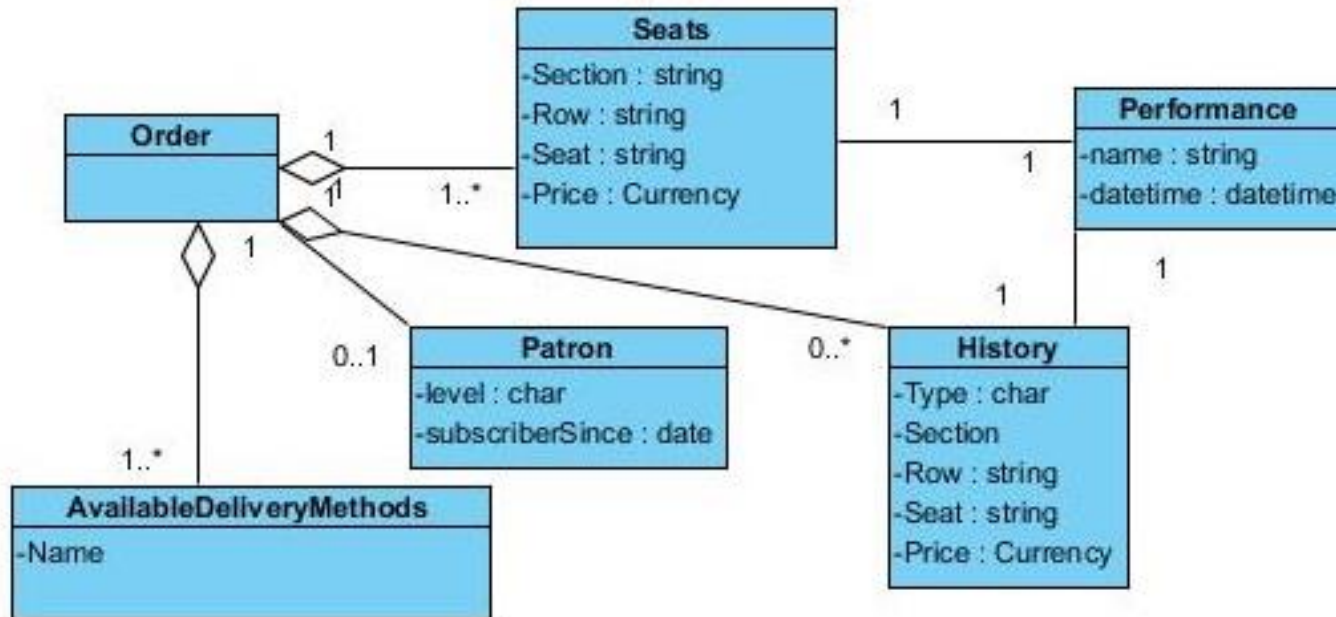 Seats
-Section : string
-Row : string
-Seat : string
-Price : Currency
Order
Performance
-name : string
-datetime : datetime
1
1..*
1
1
1
1
1
1
1
0..1
0..*
1..*
Patron
-level : char
-subscriberSince : date
History
-Type : char
-Section
-Row : string
-Seat : string
-Price : Currency
AvailableDeliveryMethods
-Name